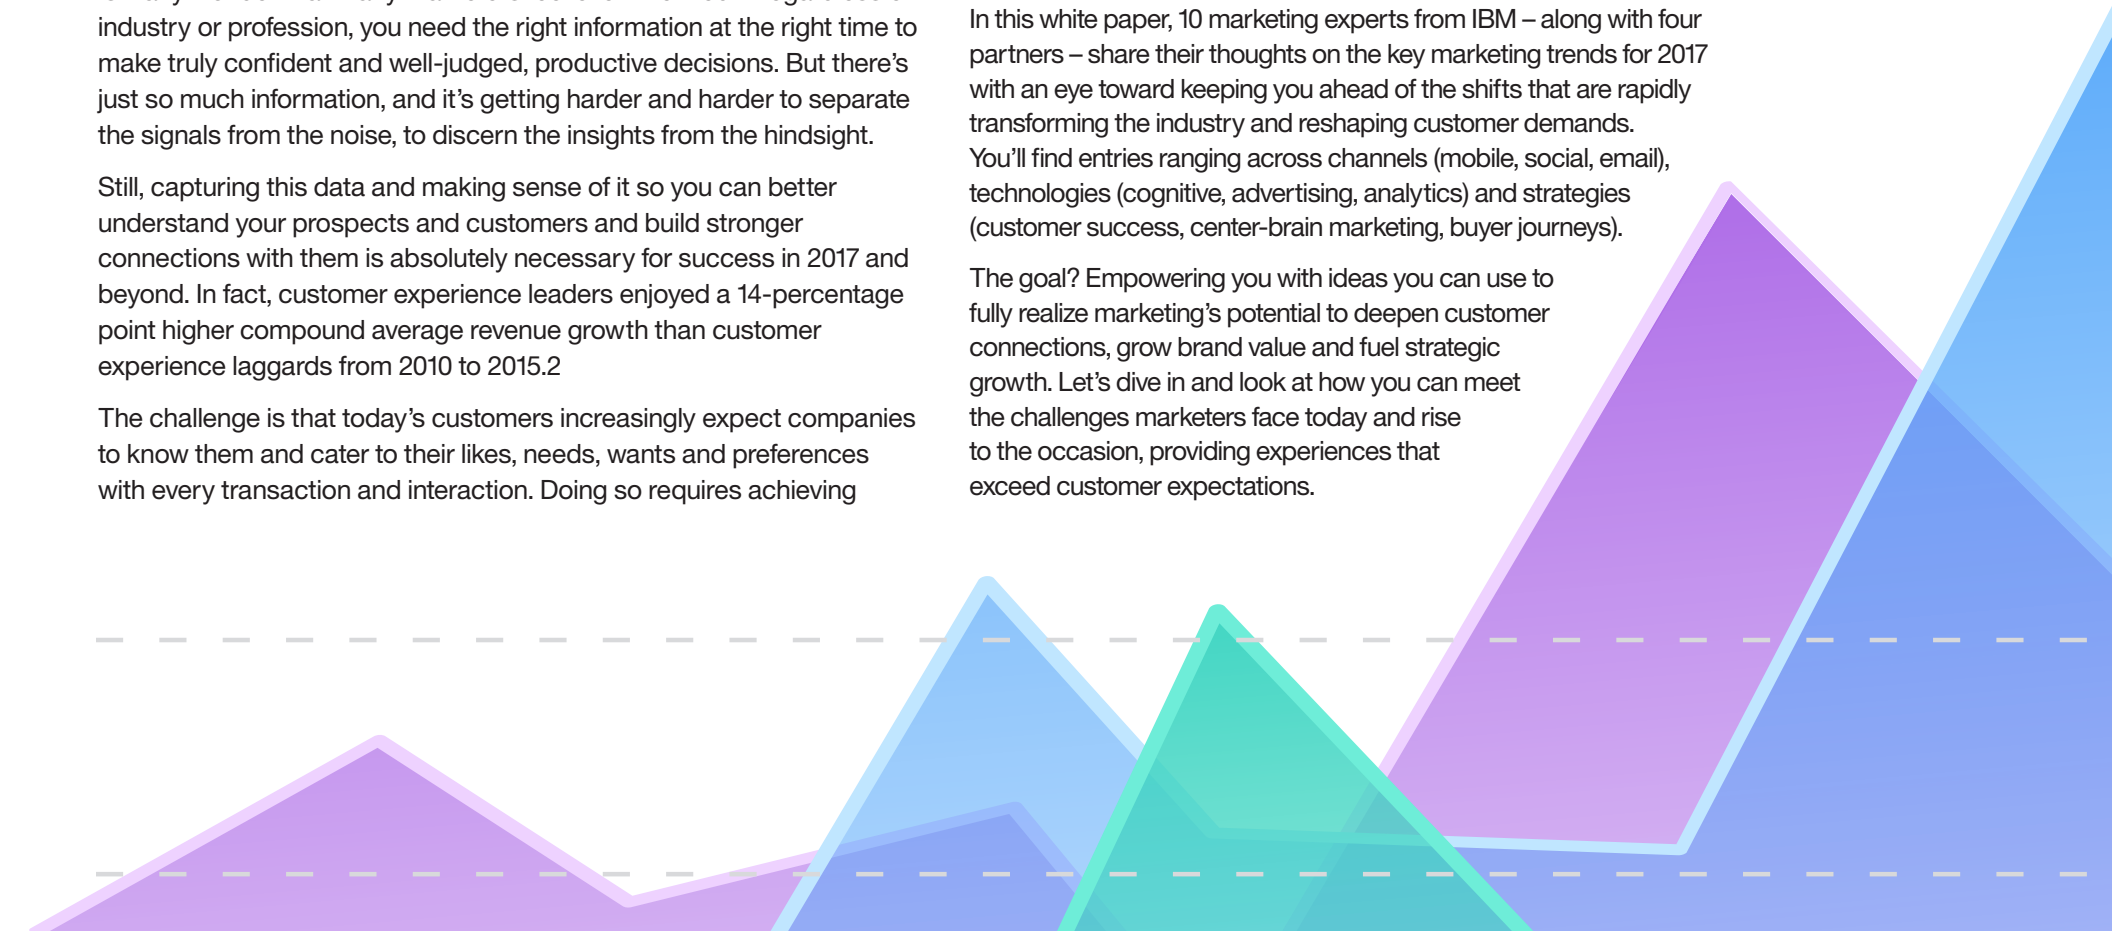 industry or profession, you need the right information at the right time to
make truly confident and well-judged, productive decisions. But there’s
just so much information, and it’s getting harder and harder to separate
the signals from the noise, to discern the insights from the hindsight.
Still, capturing this data and making sense of it so you can better
understand your prospects and customers and build stronger
connections with them is absolutely necessary for success in 2017 and
beyond. In fact, customer experience leaders enjoyed a 14-percentage
point higher compound average revenue growth than customer
experience laggards from 2010 to 2015.2
The challenge is that today’s customers increasingly expect companies
to know them and cater to their likes, needs, wants and preferences
with every transaction and interaction. Doing so requires achieving
In this white paper, 10 marketing experts from IBM – along with four
partners – share their thoughts on the key marketing trends for 2017
with an eye toward keeping you ahead of the shifts that are rapidly
transforming the industry and reshaping customer demands.
You’ll find entries ranging across channels (mobile, social, email),
technologies (cognitive, advertising, analytics) and strategies
(customer success, center-brain marketing, buyer journeys).
The goal? Empowering you with ideas you can use to
fully realize marketing’s potential to deepen customer
connections, grow brand value and fuel strategic
growth. Let’s dive in and look at how you can meet
the challenges marketers face today and rise
to the occasion, providing experiences that
exceed customer expectations.